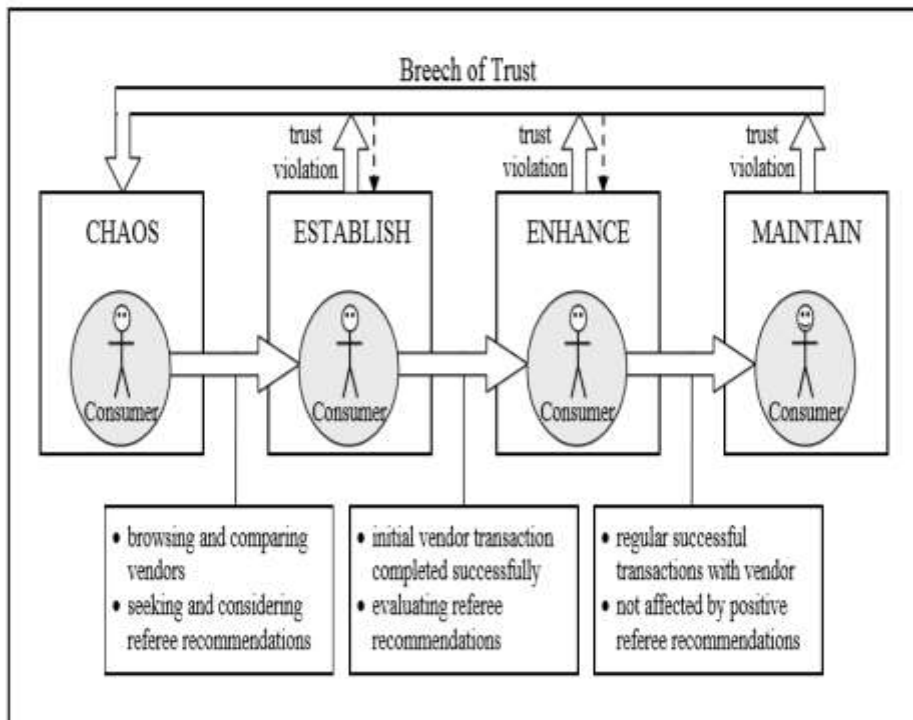 Breech of Trust
trust
violation
trust
violation
trust
violation
CHAOS
ESTABLISH
ENHANCE
MAINTAIN
Consumer
Consumer
Consumer
Consumer
• browsing and comparing
vendors
• seeking and considering
referee recommendations
• initial vendor transaction
completed successfully
• evaluating referee
recommendations
• regular successful
transactions with vendor
• not affected by positive
referee recommendations